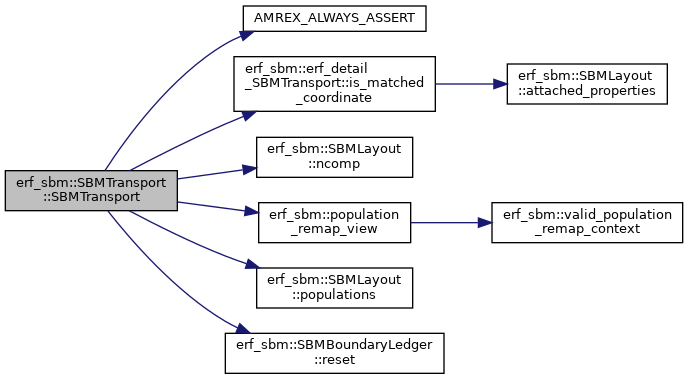 AMREX_ALWAYS_ASSERT
erf_sbm::erf_detail
_SBMTransport::is_matched
_coordinate
erf_sbm::SBMLayout
::attached_properties
erf_sbm::SBMLayout
::ncomp
erf_sbm::SBMTransport
::SBMTransport
erf_sbm::population
_remap_view
erf_sbm::valid_population
_remap_context
erf_sbm::SBMLayout
::populations
erf_sbm::SBMBoundaryLedger
::reset